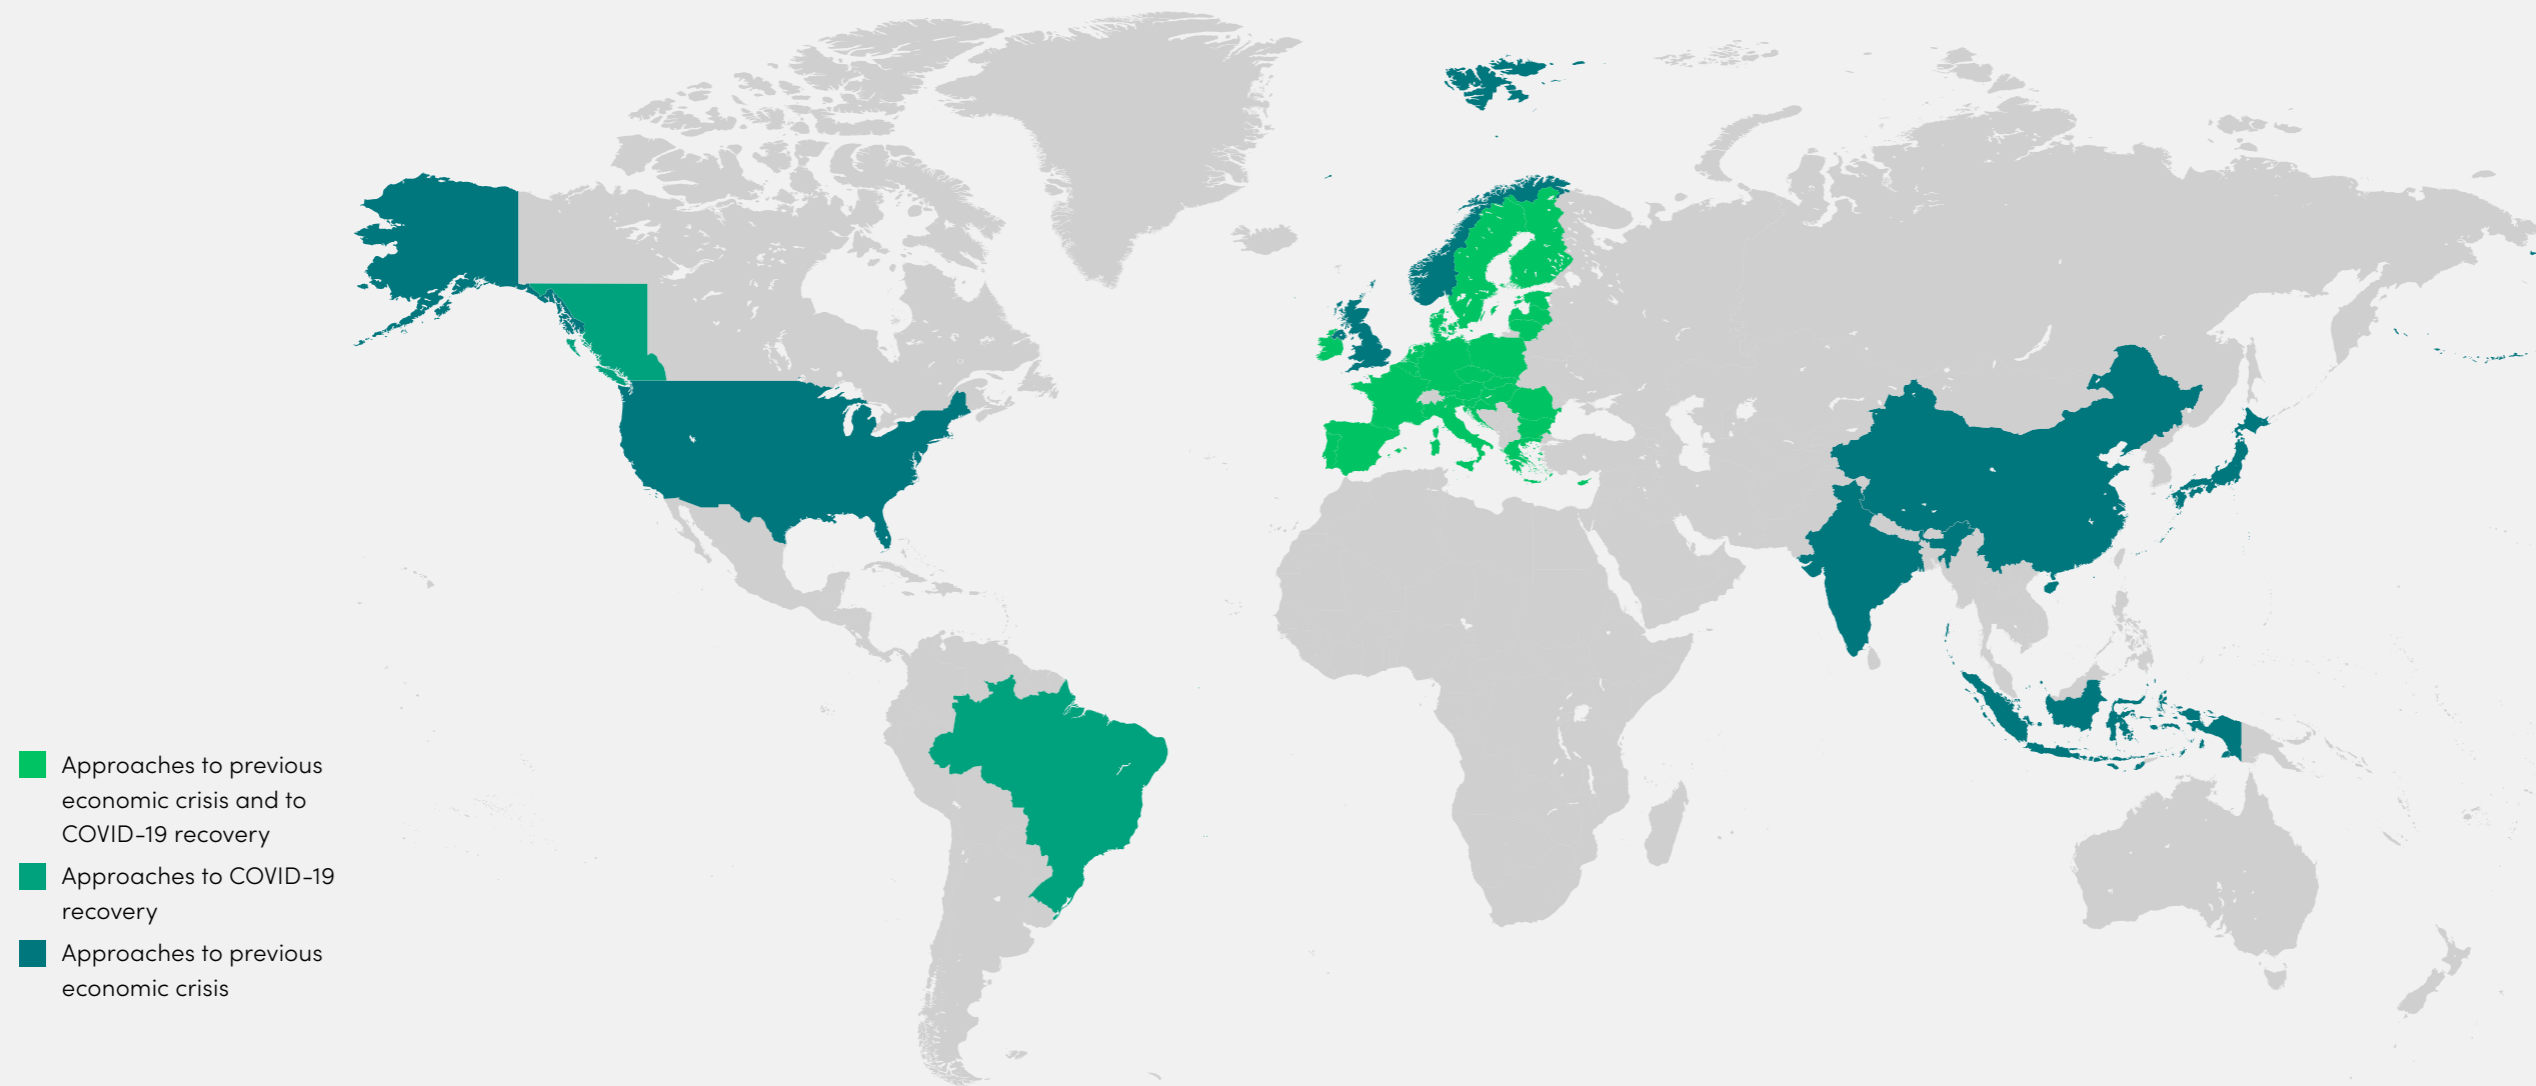 Approaches to previous
economic crisis and to
COVID-19 recovery
Approaches to COVID-19
recovery
Approaches to previous
economic crisis